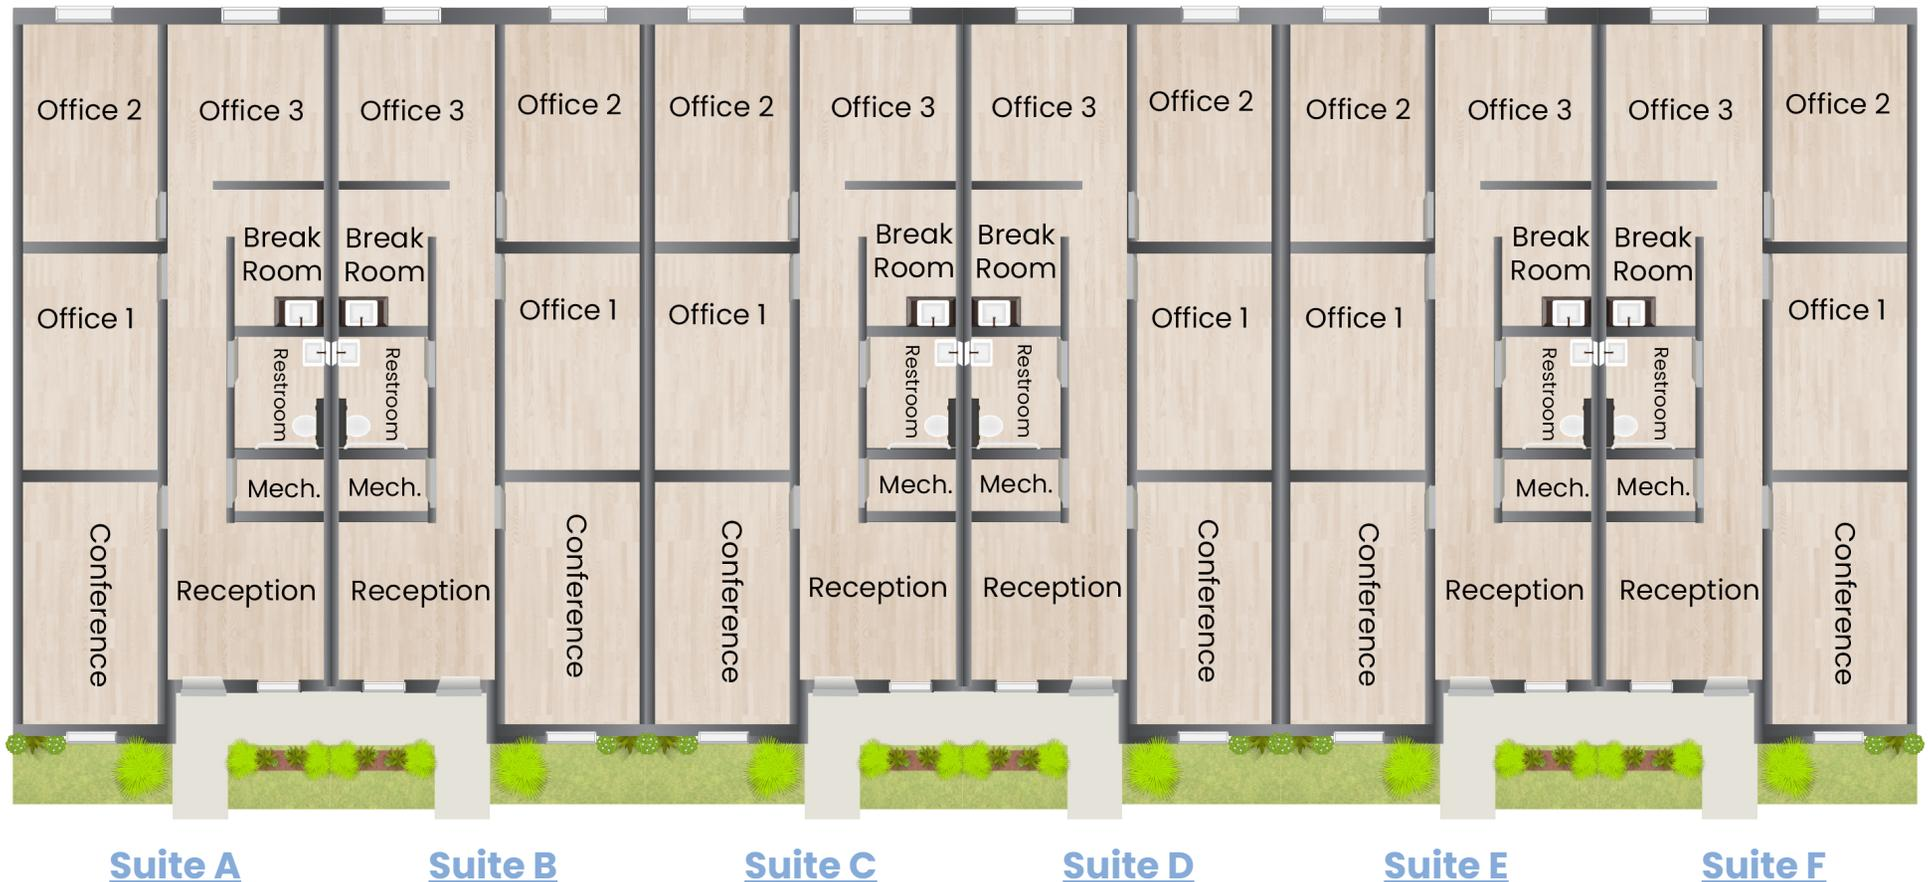 Office 2
Office 3
Office 3
Office 2
Office 2
Office 3
Office 3
Office 2
Office 2
Office 3
Office 3
Office 2
Break
Room
Break
Room
Break
Room
Break
Room
Break
Room
Break
Room
Office 1
Office 1
Office 1
Office 1
Office 1
Office 1
Restroom
Restroom
Restroom
Restroom
Restroom
Restroom
Mech.
Mech.
Mech.
Mech.
Mech.
Mech.
Conference
Reception
Reception
Conference
Conference
Reception
Reception
Conference
Conference
Reception
Reception
Conference
Suite A
Suite B
Suite C
Suite D
Suite E
Suite F